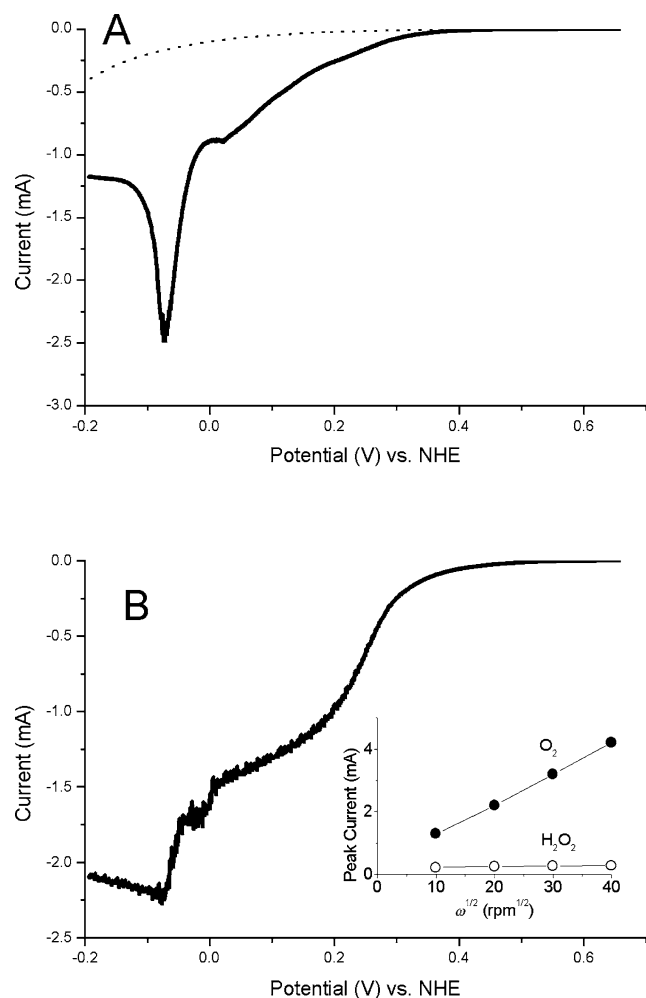 A
0.0
-0.5
-1.0
-1.5
-2.0
-2.5
-3.0
Current (mA)
-0.2 0.0 0.2 0.4 0.6
Potential (V) vs. NHE
B
0.0
-0.5
-1.0
-1.5
-2.0
-2.5
Current (mA)
4
2
0
Peak Current (mA)
O2
H2O2
0 10 20 30 40
ω1/2 (rpm1/2)
-0.2 0.0 0.2 0.4 0.6
Potential (V) vs. NHE